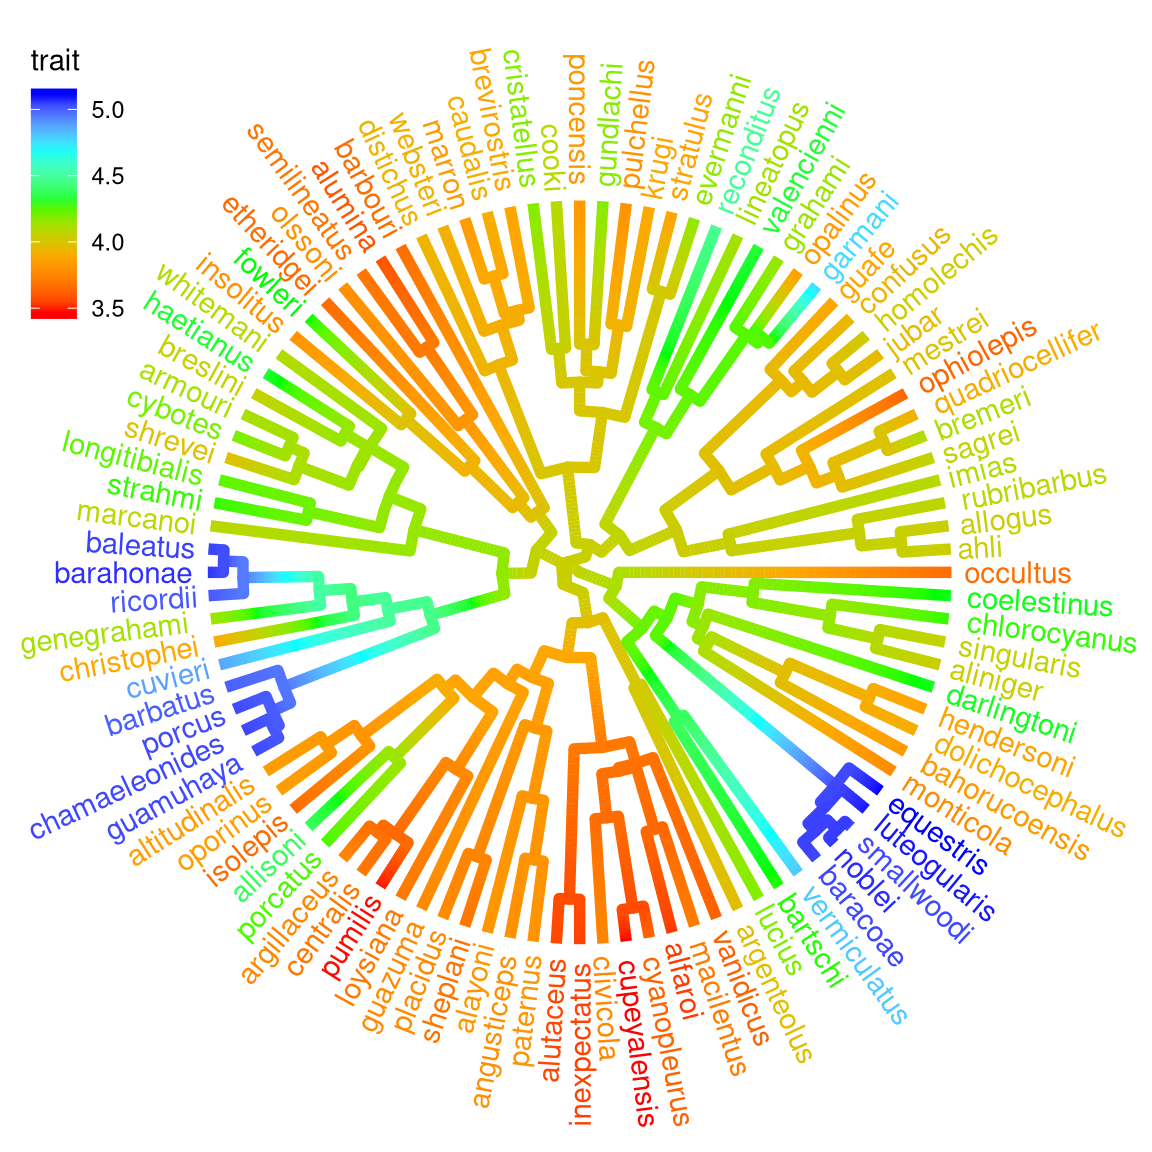 trait
5.0
4.5
4.0
3.5
poncensis
gundlachi
pulchellus
krugi
stratulus
evermanni
reconditus
lineatopus
valencienni
grahami
opalinus
garmani
guafe
confusus
homolechis
jubar
mestrei
ophiolepis
quadriocellifer
bremeri
sagrei
imias
rubribarbus
allogus
ahli
occultus
coelestinus
chlorocyanus
singularis
aliniger
darlingtoni
hendersoni
dolichocephalus
bahorucoensis
monticola
equestris
luteogularis
smallwoodi
noblei
baracoae
vermiculatus
bartschi
lucius
argenteolus
vanidicus
macilentus
alfaroi
cyanopleurus
cupeyalensis
clivicola
inexpectatus
alutaceus
paternus
angusticeps
alayoni
sheplani
placidus
guazuma
loysiana
pumilis
centralis
argillaceus
porcatus
allisoni
isolepis
oporinus
altitudinalis
guamuhaya
chamaeleonides
porcus
barbatus
cuvieri
christophei
genegrahami
ricordii
barahonae
baleatus
marcanoi
strahmi
longitibialis
shrevei
cybotes
armouri
breslini
haetianus
whitemani
insolitus
fowleri
etheridgei
olssoni
semilineatus
alumina
barbouri
distichus
websteri
marron
caudalis
brevirostris
cristatellus
cooki